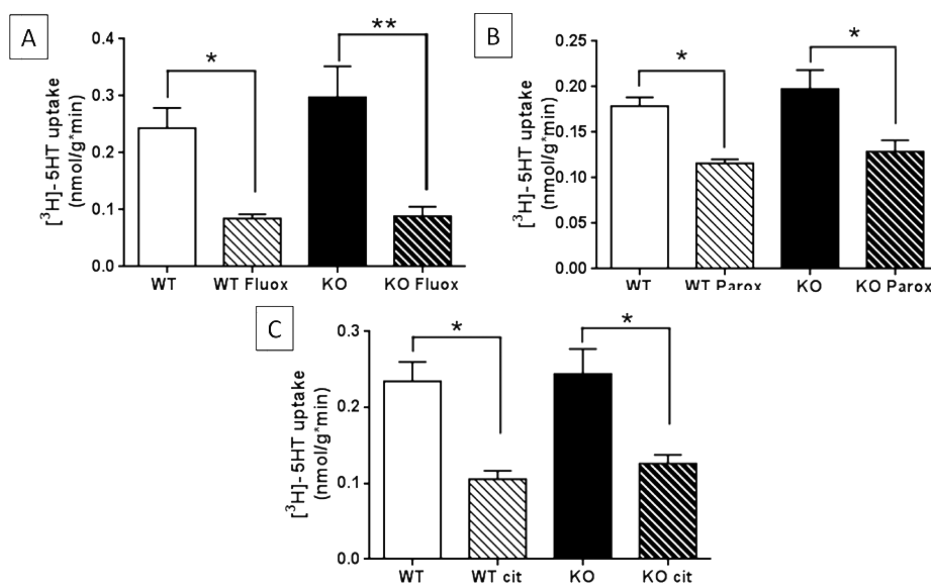 A
[³H]-5HT uptake
(nmol/g*min)
0.4
0.3
0.2
0.1
0.0
*
**
WT
WT Fluox
KO
KO Fluox
B
[³H]-5HT uptake
(nmol/g*min)
0.25
0.20
0.15
0.10
0.05
0.00
*
*
WT
WT Parox
KO
KO Parox
C
[³H]-5HT uptake
(nmol/g*min)
0.3
0.2
0.1
0.0
*
*
WT
WT cit
KO
KO cit